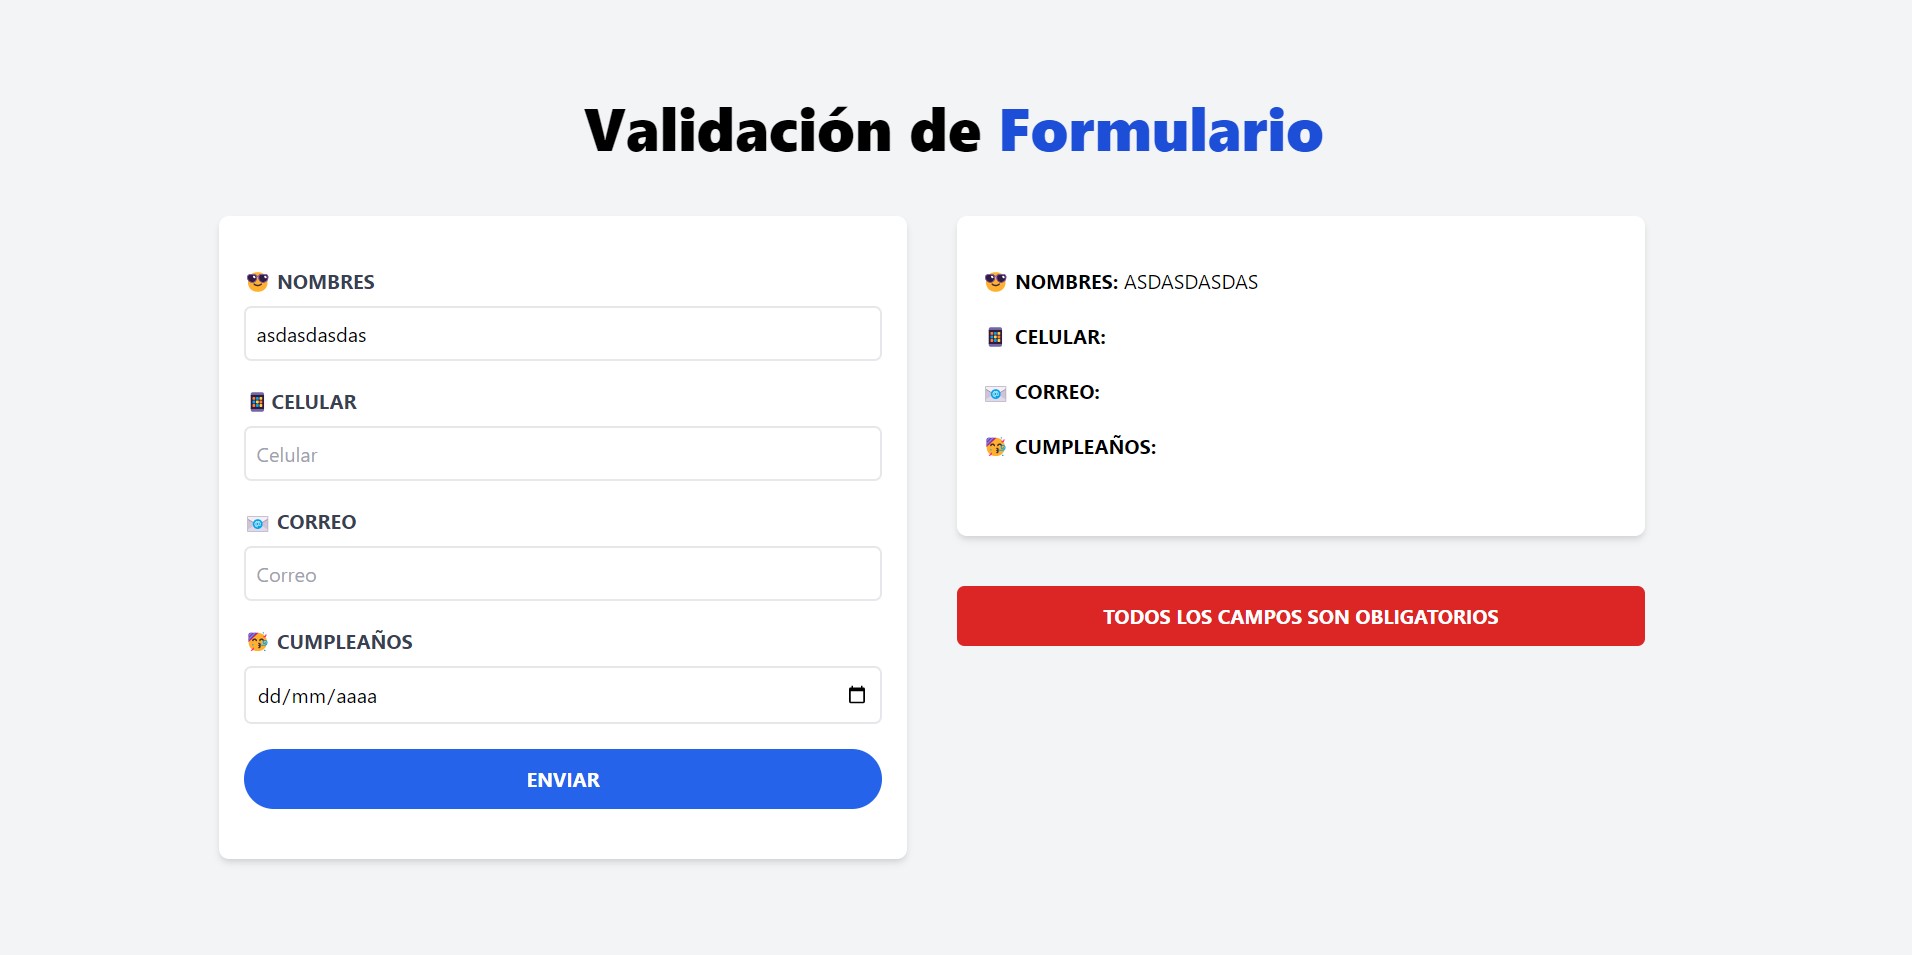 Validación de Formulario
😎 NOMBRES
asdasdasdas
📱 CELULAR
Celular
📧 CORREO
Correo
🥳 CUMPLEAÑOS
dd/mm/aaaa
ENVIAR
😎 NOMBRES: ASDASDASDAS
📱 CELULAR:
📧 CORREO:
🥳 CUMPLEAÑOS:
TODOS LOS CAMPOS SON OBLIGATORIOS